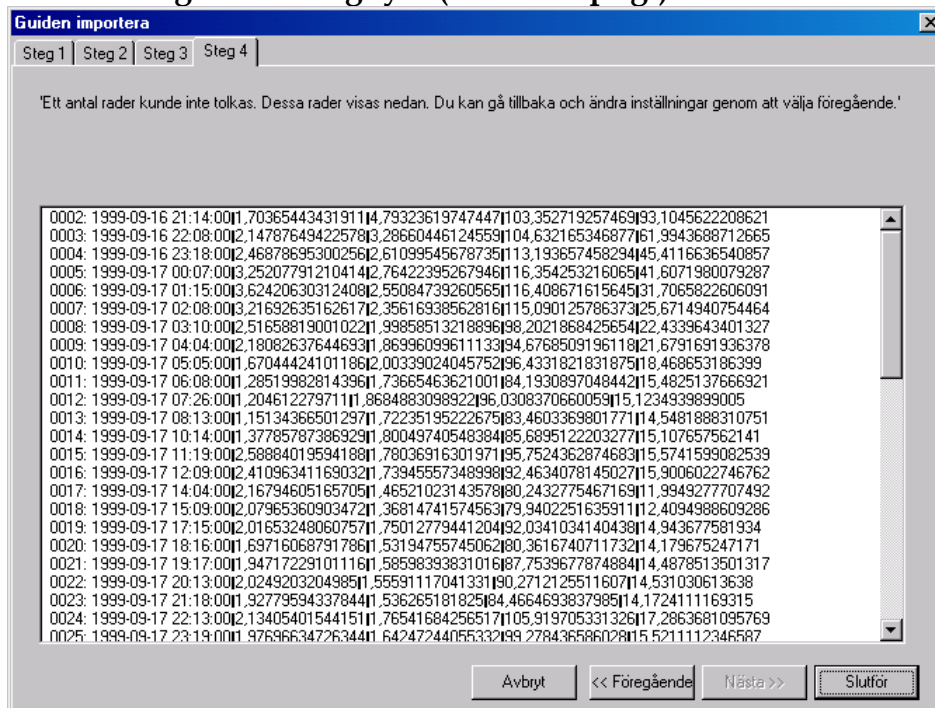 Guiden importera
Steg 1 Steg 2 Steg 3 Steg 4
'Ett antal rader kunde inte tolkas. Dessa rader visas nedan. Du kan gå tillbaka och ändra inställningar genom att välja föregående.'
0002: 1999-09-16 21:14:00|1,70365443431911|4,79323619747447|103,352719257469|93,1045622208621
0003: 1999-09-16 22:08:00|2,14787649422578|3,28660446124559|104,632165346877|61,9943688712665
0004: 1999-09-16 23:18:00|2,46878695300256|2,61099545678735|113,193657458294|45,4116636540857
0005: 1999-09-17 00:07:00|3,25207791210414|2,76422395267946|116,354253216065|41,6071980079287
0006: 1999-09-17 01:15:00|3,62420630312408|2,55084739260565|116,408671615645|31,7065822606091
0007: 1999-09-17 02:08:00|3,21692635162617|2,35616938562816|115,090125786373|25,6714940754464
0008: 1999-09-17 03:10:00|2,51658819001022|1,99858513218896|98,2021868425654|22,4339643401327
0009: 1999-09-17 04:04:00|2,18082637644693|1,86996099611133|94,6768509196118|21,6791691936378
0010: 1999-09-17 05:05:00|1,67044424101186|2,00339024045752|96,4331821831875|18,468653186399
0011: 1999-09-17 06:08:00|1,28519982814396|1,73665463621001|84,1930897048442|15,4825137666921
0012: 1999-09-17 07:26:00|1,204612279711|1,8684883098922|96,0308370660059|15,1234939899005
0013: 1999-09-17 08:13:00|1,15134366501297|1,72235195222675|83,4603369801771|14,5481888310751
0014: 1999-09-17 10:14:00|1,37785787386929|1,80049740548384|85,6895122203277|15,107657562141
0015: 1999-09-17 11:19:00|2,58884019594188|1,78036916301971|95,7524362874683|15,5741599082539
0016: 1999-09-17 12:09:00|2,41096341169032|1,73945557348998|92,4634078145027|15,9006022746762
0017: 1999-09-17 14:04:00|2,16794605165705|1,46521023143578|80,2432775467169|11,9949277707492
0018: 1999-09-17 15:09:00|2,07965360903472|1,36814741574563|79,9402251635911|12,4094988609286
0019: 1999-09-17 17:15:00|2,01653248060757|1,75012779441204|92,0341034140438|14,943677581934
0020: 1999-09-17 18:16:00|1,69716068791786|1,53194755745062|80,3616740711732|14,179675247171
0021: 1999-09-17 19:17:00|1,94717229101116|1,58598393831016|87,7539677874884|14,4878513501317
0022: 1999-09-17 20:13:00|2,0249203204985|1,55591117041331|90,2712125511607|14,531030613638
0023: 1999-09-17 21:18:00|1,92779594337844|1,536265181825|84,4664693837985|14,1724111169315
0024: 1999-09-17 22:13:00|2,13405401544151|1,76541684256517|105,919705331326|17,2863681095769
0025: 1999-09-17 23:19:00|1,97696634726344|1,64247244055332|99,278436586028|15,5211112346587
Avbryt << Föregående Nästa >> Slutför